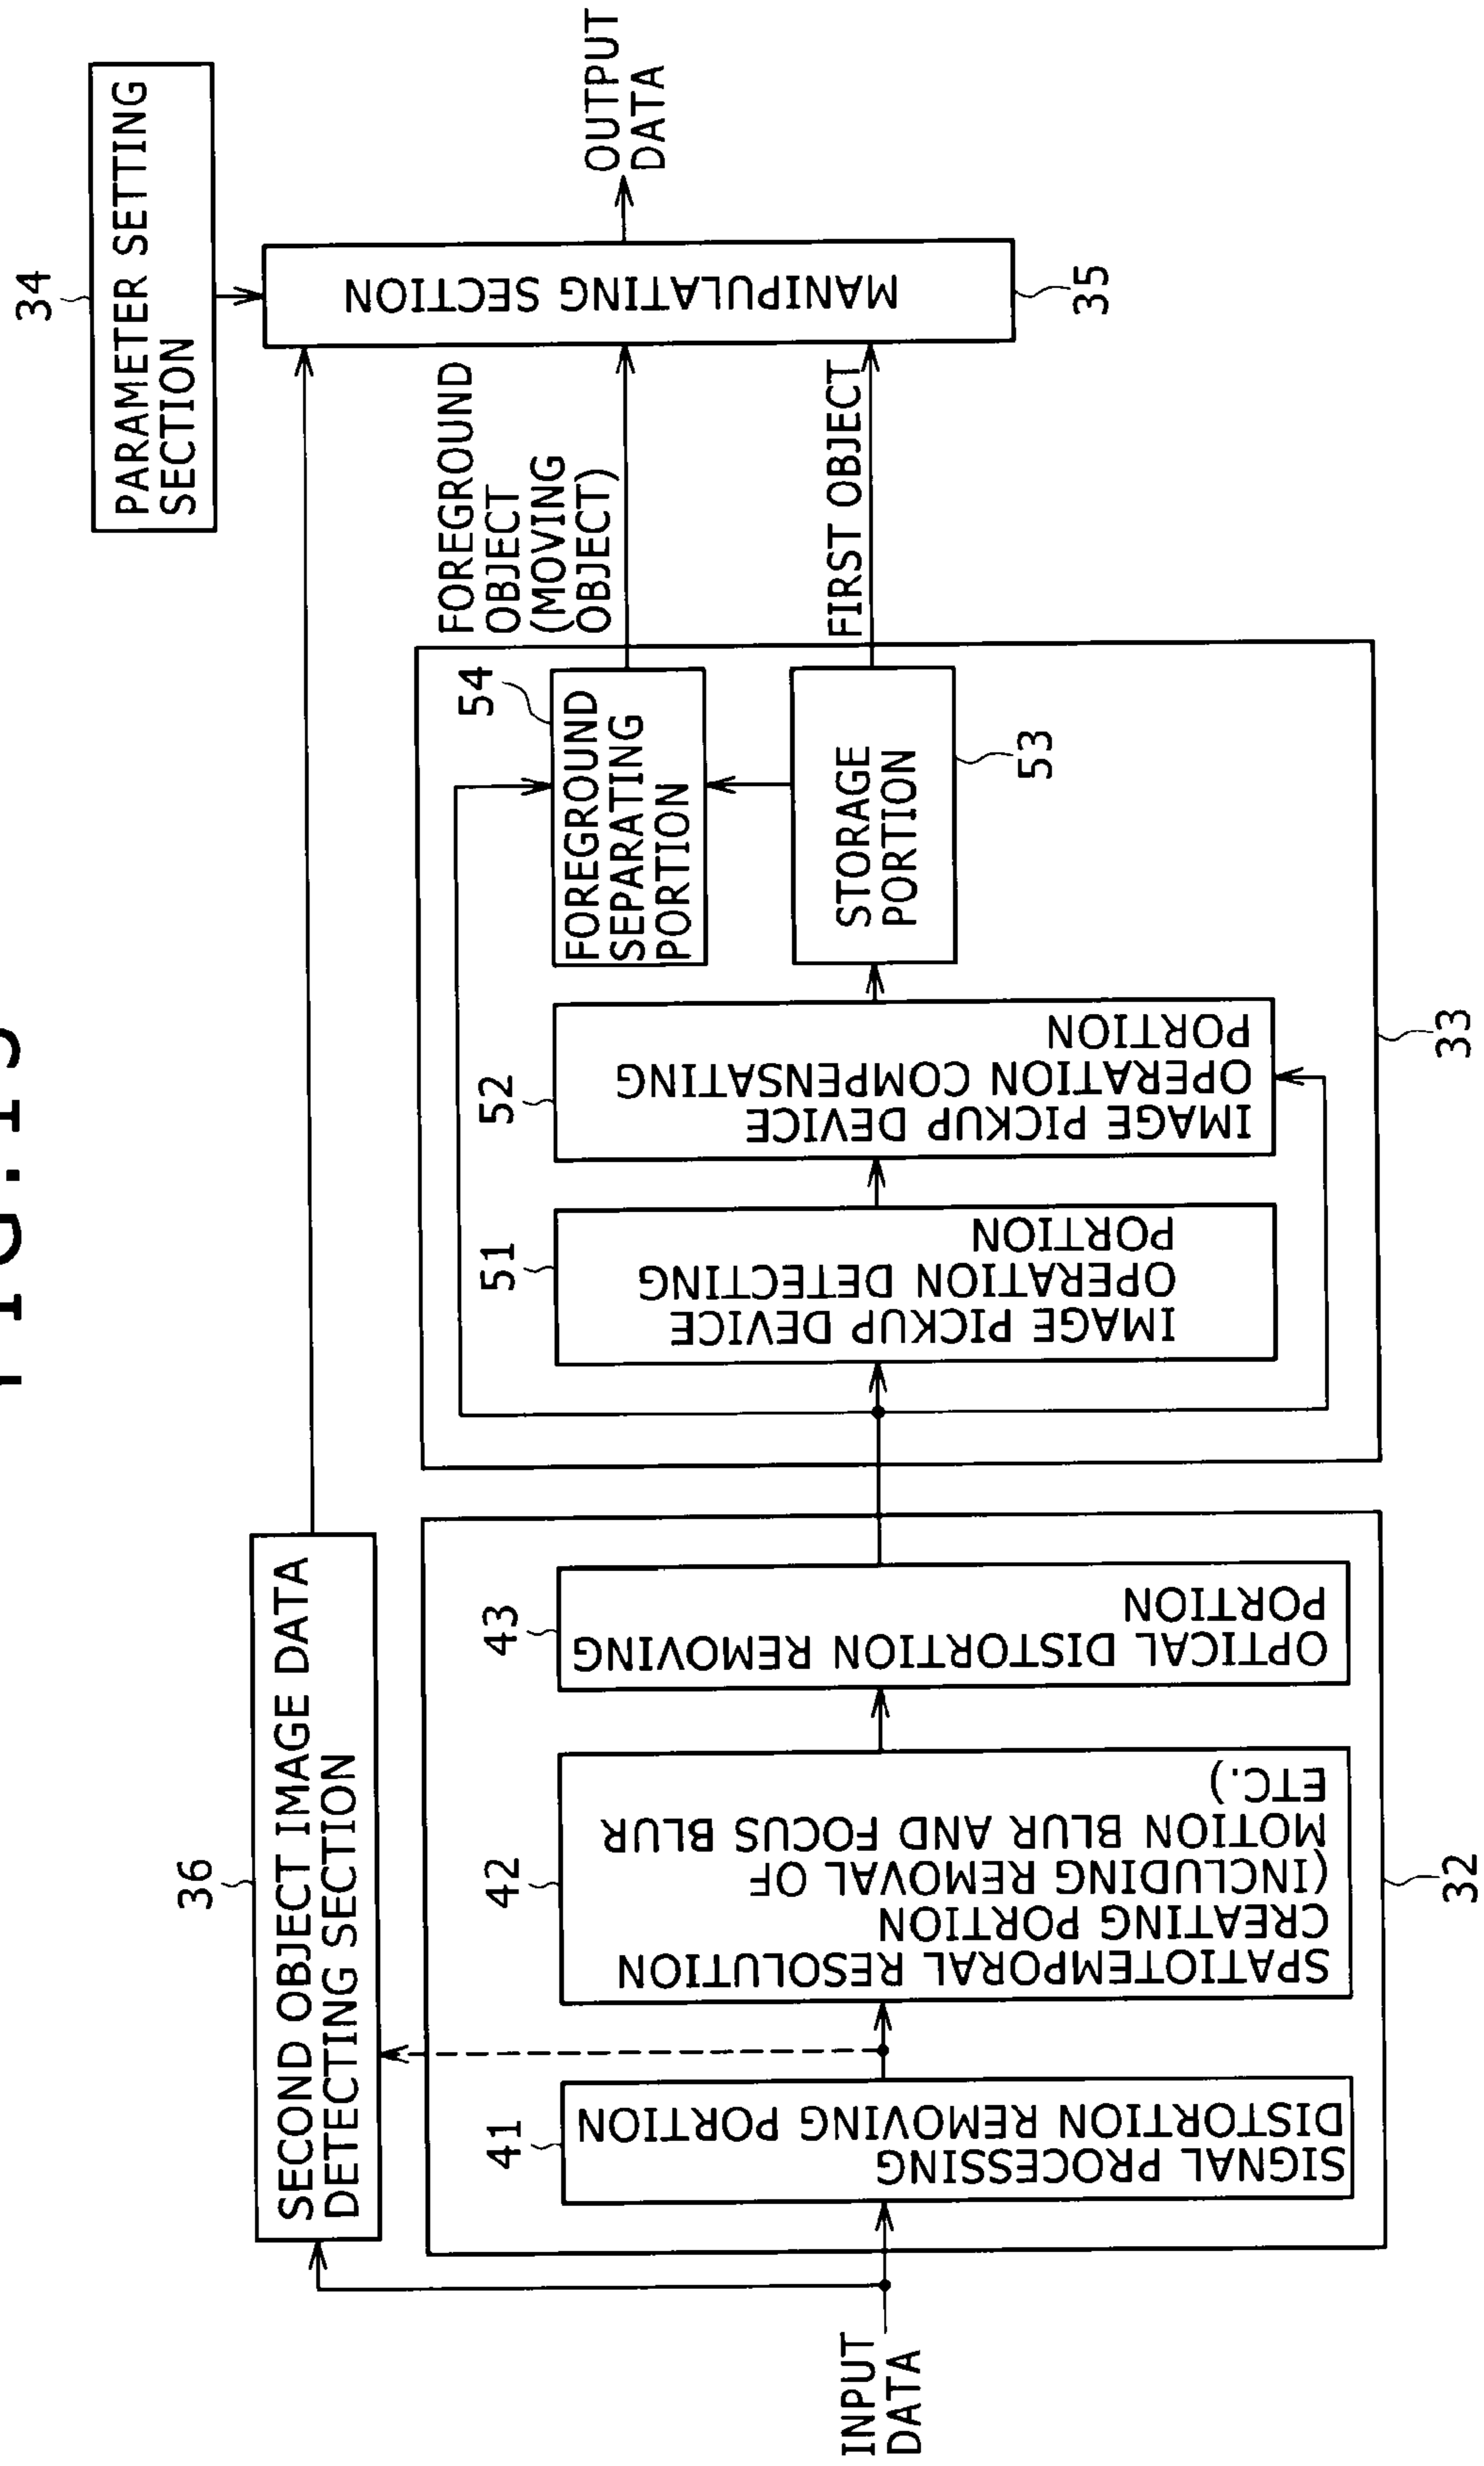 36
SECOND OBJECT IMAGE DATA
DETECTING SECTION
34
PARAMETER SETTING
SECTION
INPUT
DATA
41
SIGNAL PROCESSING
DISTORTION REMOVING PORTION
42
SPATIOTEMPORAL RESOLUTION
CREATING PORTION
(INCLUDING REMOVAL OF
MOTION BLUR AND FOCUS BLUR
ETC.)
43
OPTICAL DISTORTION REMOVING
PORTION
32
51
IMAGE PICKUP DEVICE
OPERATION DETECTING
PORTION
52
IMAGE PICKUP DEVICE
OPERATION COMPENSATING
PORTION
54
FOREGROUND
SEPARATING
PORTION
STORAGE
PORTION
53
33
FOREGROUND
OBJECT
(MOVING
OBJECT)
FIRST OBJECT
MANIPULATING SECTION
35
OUTPUT
DATA